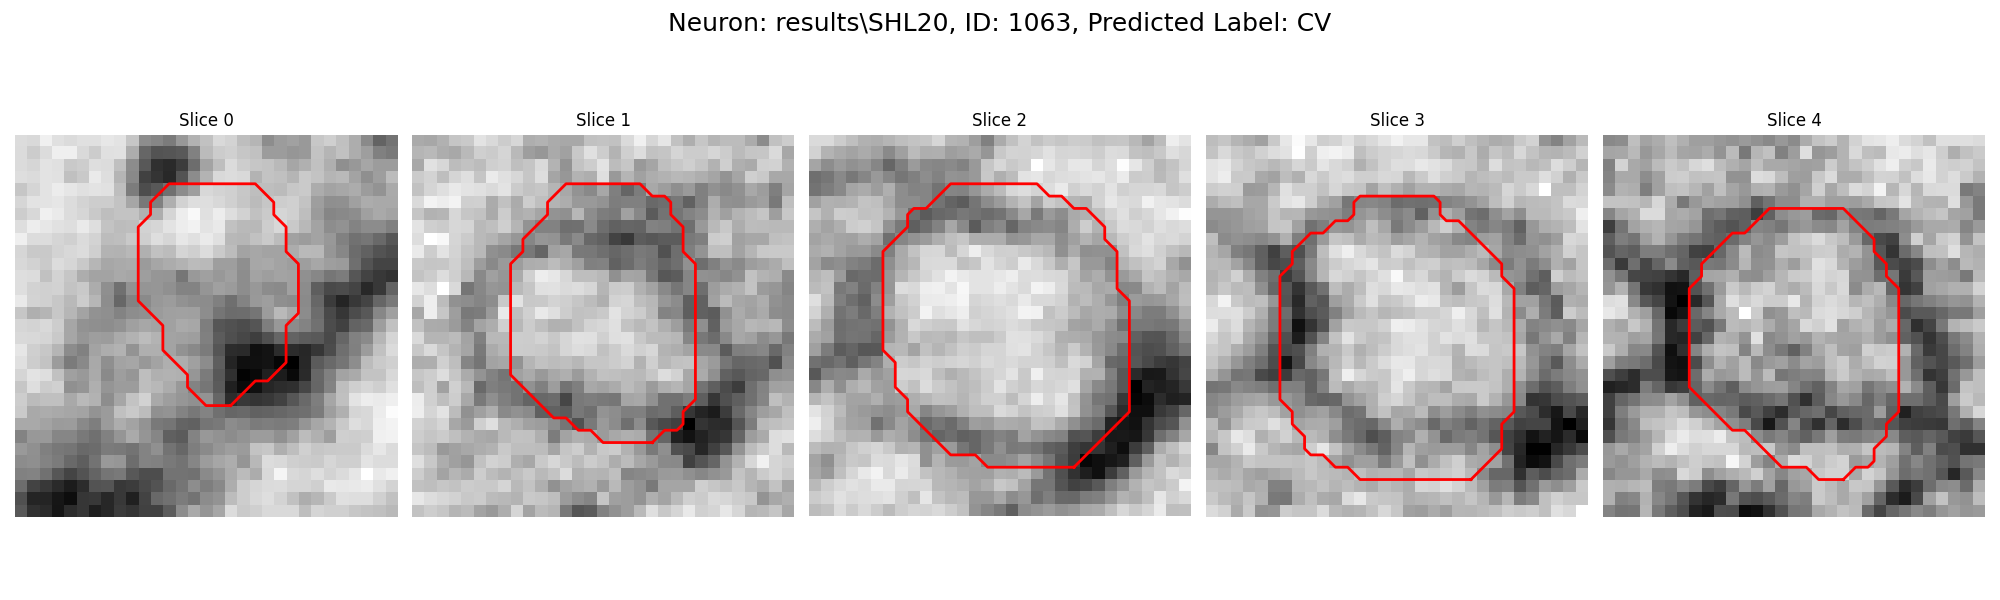 Neuron: results\SHL20, ID: 1063, Predicted Label: CV
Slice 0
Slice 1
Slice 2
Slice 3
Slice 4